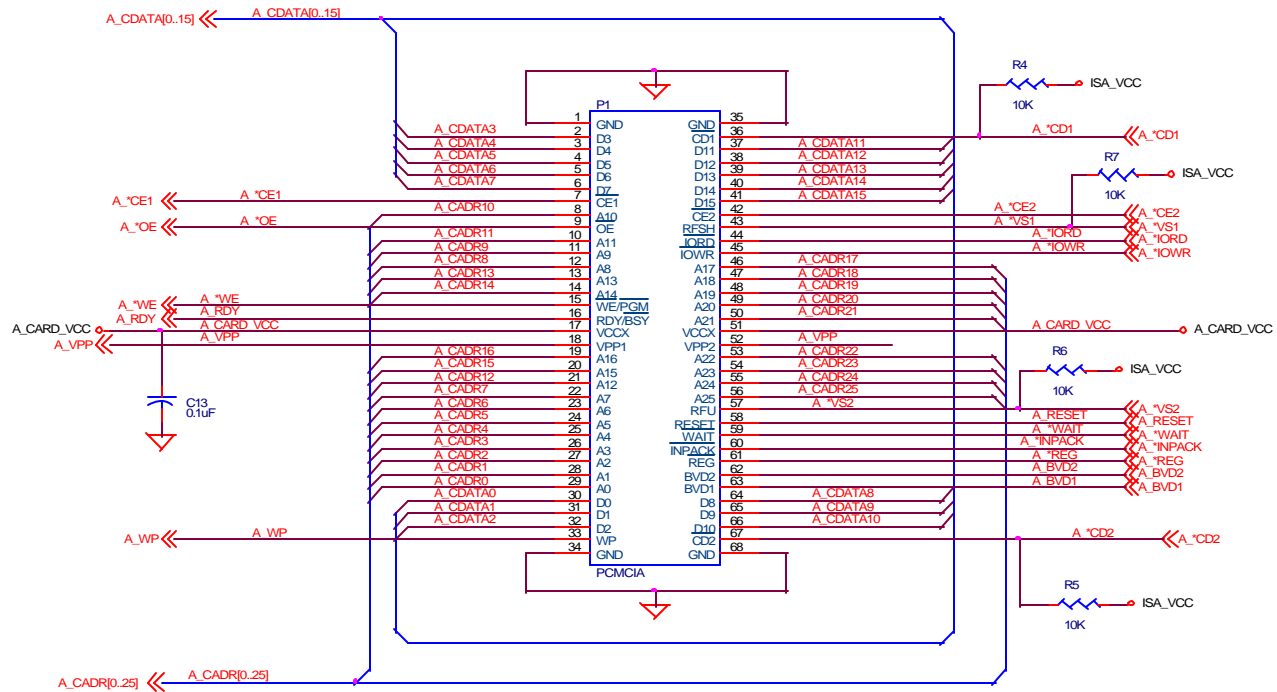 A_CDATA[0..15] A_CDATA[0..15]
R4
ISA_VCC
10K
P1
1 GND GND 35
A_CDATA3 2 D3 CD1 36 A_*CD1 A_*CD1
A_CDATA4 3 D4 D11 37 A_CDATA11
A_CDATA5 4 D5 D12 38 A_CDATA12
A_CDATA6 5 D6 D13 39 A_CDATA13
A_CDATA7 6 D7 D14 40 A_CDATA14
R7
ISA_VCC
10K
A_*CE1 A_*CE1 7 CE1 D15 41 A_CDATA15
A_CADR10 8 A10 CE2 42 A_*CE2 A_*CE2
A_*OE A_*OE 9 OE RFSH 43 A_*VS1 A_*VS1
A_CADR11 10 A11 IORD 44 A_*IORD A_*IORD
A_CADR9 11 A9 IOWR 45 A_*IOWR A_*IOWR
A_CADR8 12 A8 A17 46 A_CADR17
A_CADR13 13 A13 A18 47 A_CADR18
A_CADR14 14 A14 A19 48 A_CADR19
A_*WE A_*WE 15 WE/PGM A20 49 A_CADR20
A_RDY A_RDY 16 RDY/BSY A21 50 A_CADR21
A_CARD_VCC A_CARD_VCC 17 VCCX VCCX 51 A_CARD_VCC A_CARD_VCC
A_VPP A_VPP 18 VPP1 VPP2 52 A_VPP
A_CADR16 19 A16 A22 53 A_CADR22
A_CADR15 20 A15 A23 54 A_CADR23
A_CADR12 21 A12 A24 55 A_CADR24
A_CADR7 22 A7 A25 56 A_CADR25
R6
ISA_VCC
10K
C13
0.1uF
A_CADR6 23 A6 RFU 57 A_*VS2 A_*VS2
A_CADR5 24 A5 RESET 58 A_RESET A_RESET
A_CADR4 25 A4 WAIT 59 A_*WAIT A_*WAIT
A_CADR3 26 A3 INPACK 60 A_*INPACK A_*INPACK
A_CADR2 27 A2 REG 61 A_*REG A_*REG
A_CADR1 28 A1 BVD2 62 A_BVD2 A_BVD2
A_CADR0 29 A0 BVD1 63 A_BVD1 A_BVD1
A_CDATA0 30 D0 D8 64 A_CDATA8
A_CDATA1 31 D1 D9 65 A_CDATA9
A_CDATA2 32 D2 D10 66 A_CDATA10
A_WP A_WP 33 WP CD2 67 A_*CD2 A_*CD2
34 GND GND 68
PCMCIA
R5
ISA_VCC
10K
A_CADR[0..25] A_CADR[0..25]